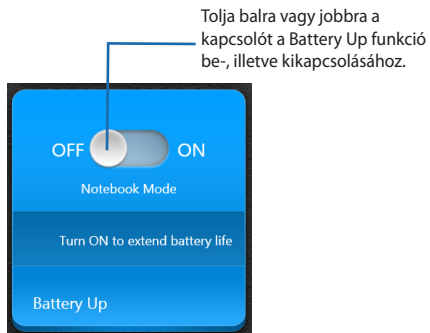 Tolja balra vagy jobbra a
kapcsolót a Battery Up funkció
be-, illetve kikapcsolásához.
OFF ON
Notebook Mode
Turn ON to extend battery life
Battery Up